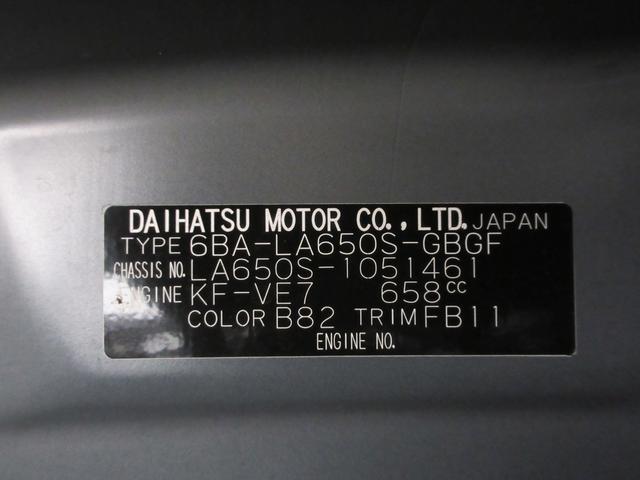 DAIHATSU MOTOR CO., LTD. JAPAN
TYPE 6BA-LA650S-GBGF
CHASSIS NO. LA650S-1051461
ENGINE KF-VE7 658cc
COLOR B82 TRIM FB11
ENGINE NO.